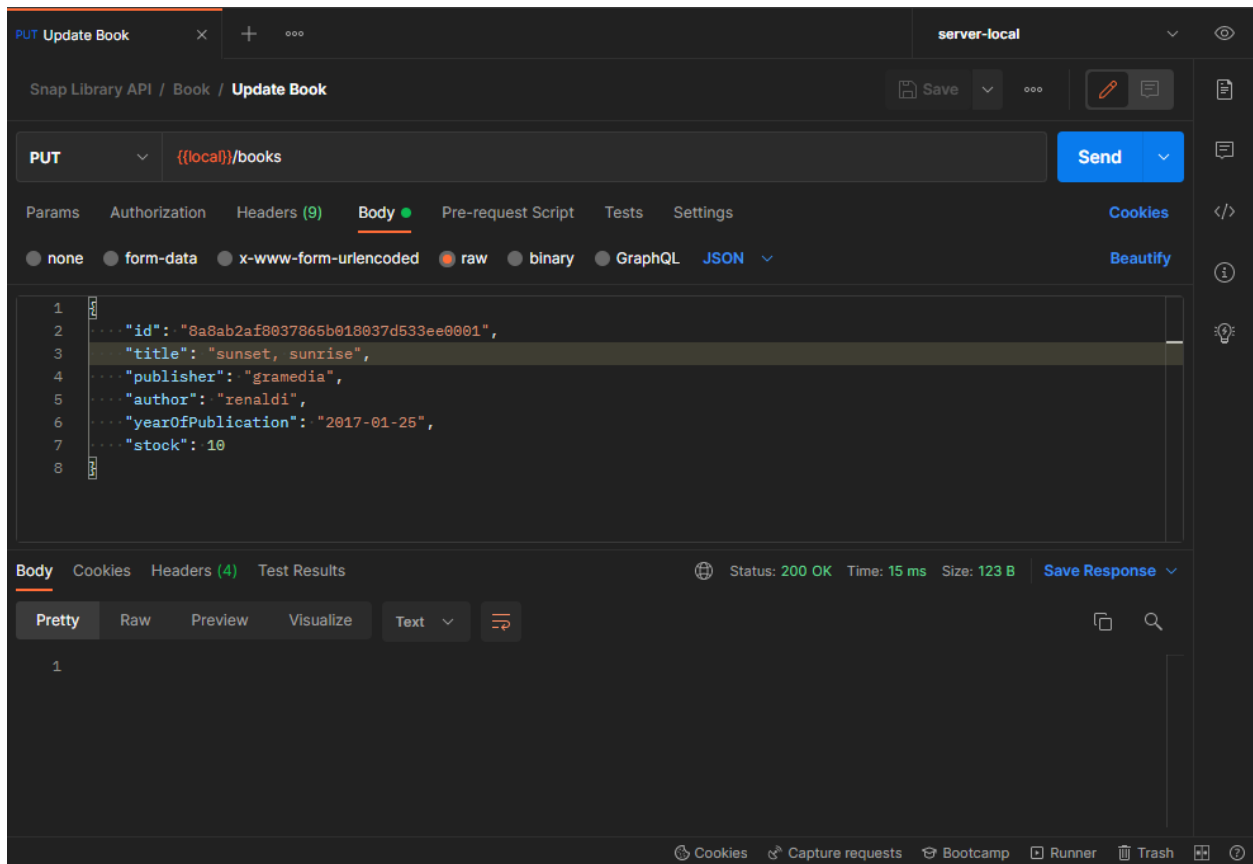 PUT Update Book
server-local
Snap Library API / Book / Update Book
Save
PUT
{{local}}/books
Send
Params Authorization Headers (9) Body Pre-request Script Tests Settings Cookies
none form-data x-www-form-urlencoded raw binary GraphQL JSON Beautify
1 {
2 "id": "8a8ab2af8037865b018037d533ee0001",
3 "title": "sunset, sunrise",
4 "publisher": "gramedia",
5 "author": "renaldi",
6 "yearOfPublication": "2017-01-25",
7 "stock": 10
8 }
Body Cookies Headers (4) Test Results Status: 200 OK Time: 15 ms Size: 123 B Save Response
Pretty Raw Preview Visualize Text
1
Cookies Capture requests Bootcamp Runner Trash